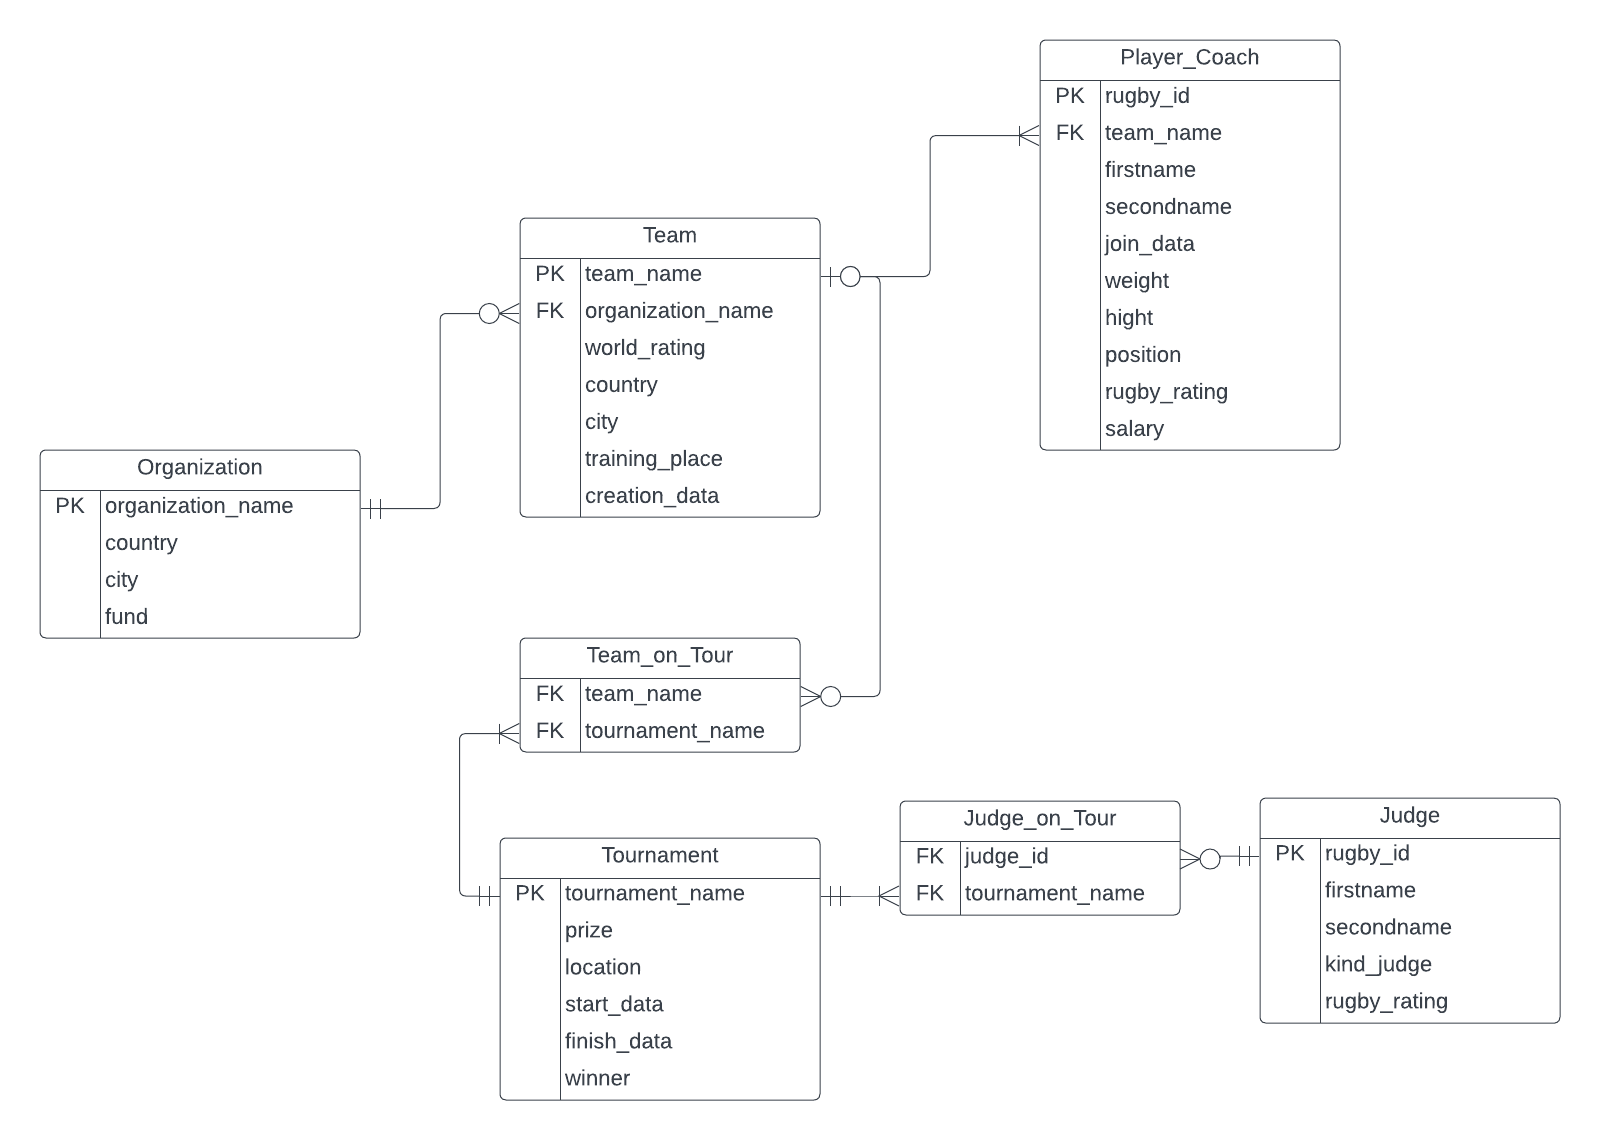 Player_Coach
PK rugby_id
FK team_name
firstname
secondname
join_data
weight
hight
position
rugby_rating
salary
Team
PK team_name
FK organization_name
world_rating
country
city
training_place
creation_data
Organization
PK organization_name
country
city
fund
Team_on_Tour
FK team_name
FK tournament_name
Tournament
PK tournament_name
prize
location
start_data
finish_data
winner
Judge_on_Tour
FK judge_id
FK tournament_name
Judge
PK rugby_id
firstname
secondname
kind_judge
rugby_rating